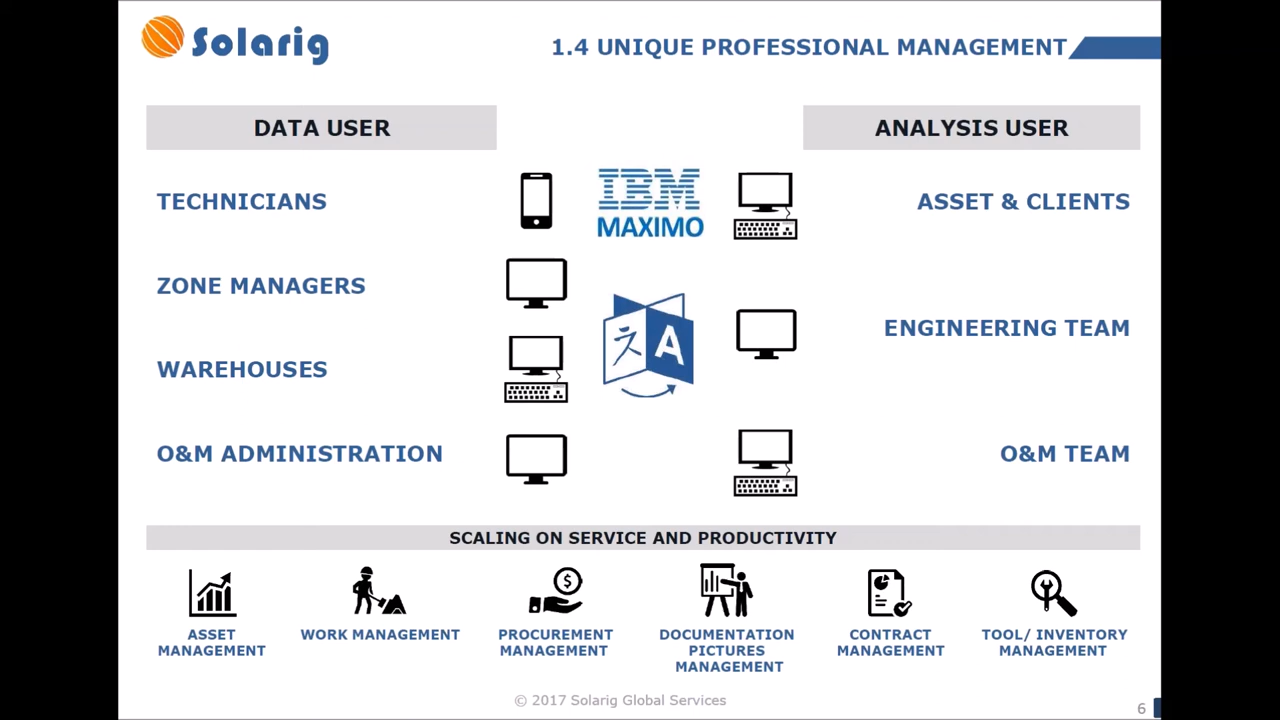 Solarig
1.4 UNIQUE PROFESSIONAL MANAGEMENT
DATA USER
ANALYSIS USER
TECHNICIANS
ZONE MANAGERS
WAREHOUSES
O&M ADMINISTRATION
IBM
MAXIMO
A
ASSET & CLIENTS
ENGINEERING TEAM
O&M TEAM
SCALING ON SERVICE AND PRODUCTIVITY
ASSET
MANAGEMENT
WORK MANAGEMENT
PROCUREMENT
MANAGEMENT
DOCUMENTATION
PICTURES
MANAGEMENT
CONTRACT
MANAGEMENT
TOOL/ INVENTORY
MANAGEMENT
© 2017 Solarig Global Services
6